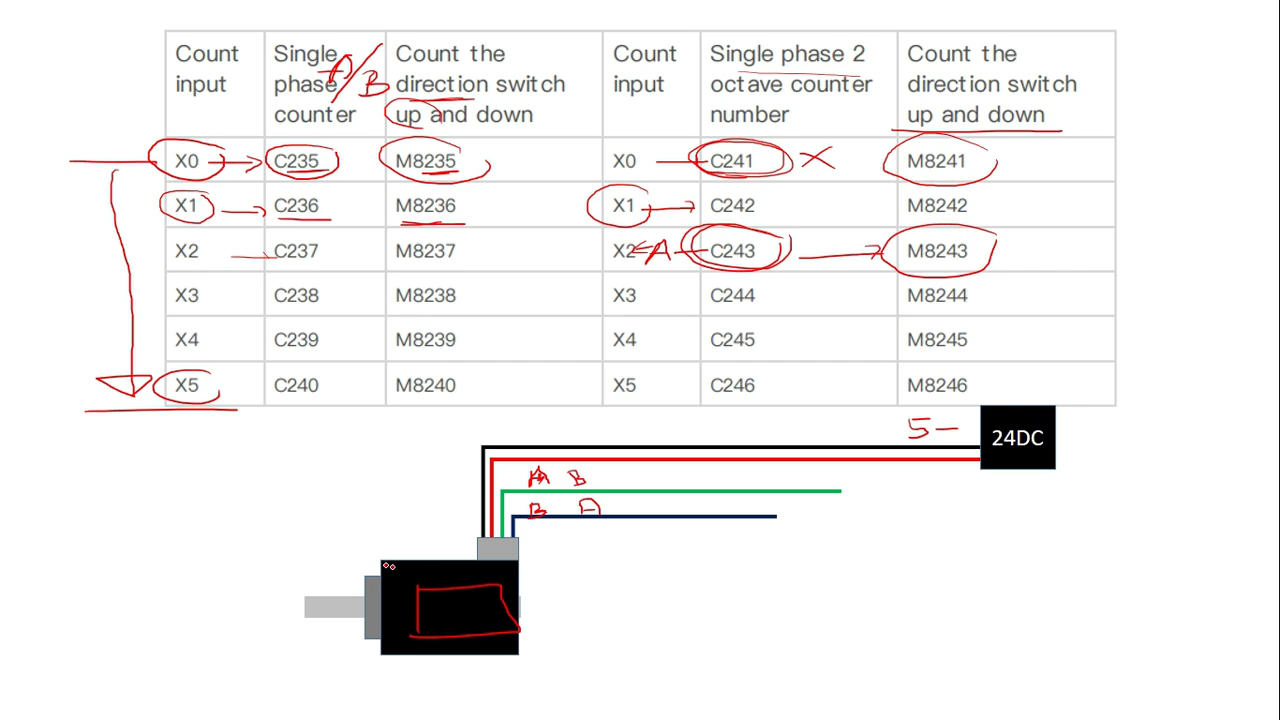 Count input
Single phase counter
A/B
Count the direction switch up and down
Count input
Single phase 2 octave counter number
Count the direction switch up and down
X0 C235 M8235 X0 C241 X M8241
X1 C236 M8236 X1 C242 M8242
X2 C237 M8237 X2 A C243 M8243
X3 C238 M8238 X3 C244 M8244
X4 C239 M8239 X4 C245 M8245
X5 C240 M8240 X5 C246 M8246
5-
24DC
A B
B A